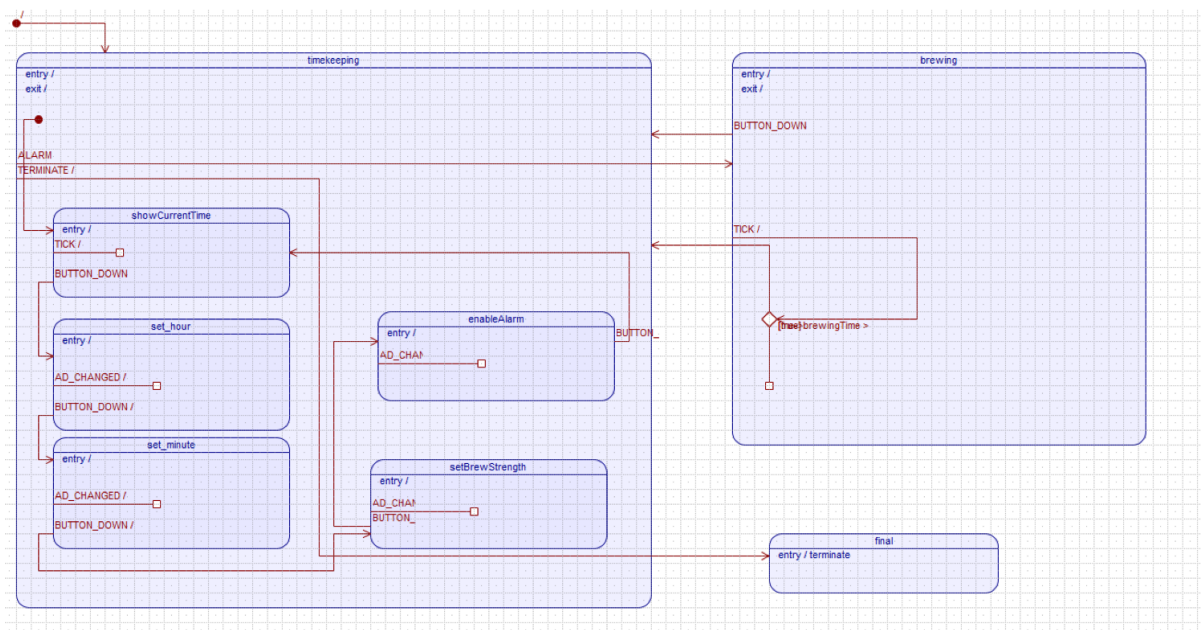 /
timekeeping
entry /
exit /
ALARM
TERMINATE /
showCurrentTime
entry /
TICK /
BUTTON_DOWN
set_hour
entry /
AD_CHANGED /
BUTTON_DOWN /
set_minute
entry /
AD_CHANGED /
BUTTON_DOWN /
enableAlarm
entry /
AD_CHAN
BUTTON_
setBrewStrength
entry /
AD_CHAN
BUTTON_
brewing
entry /
exit /
BUTTON_DOWN
TICK /
brewingTime >
final
entry / terminate